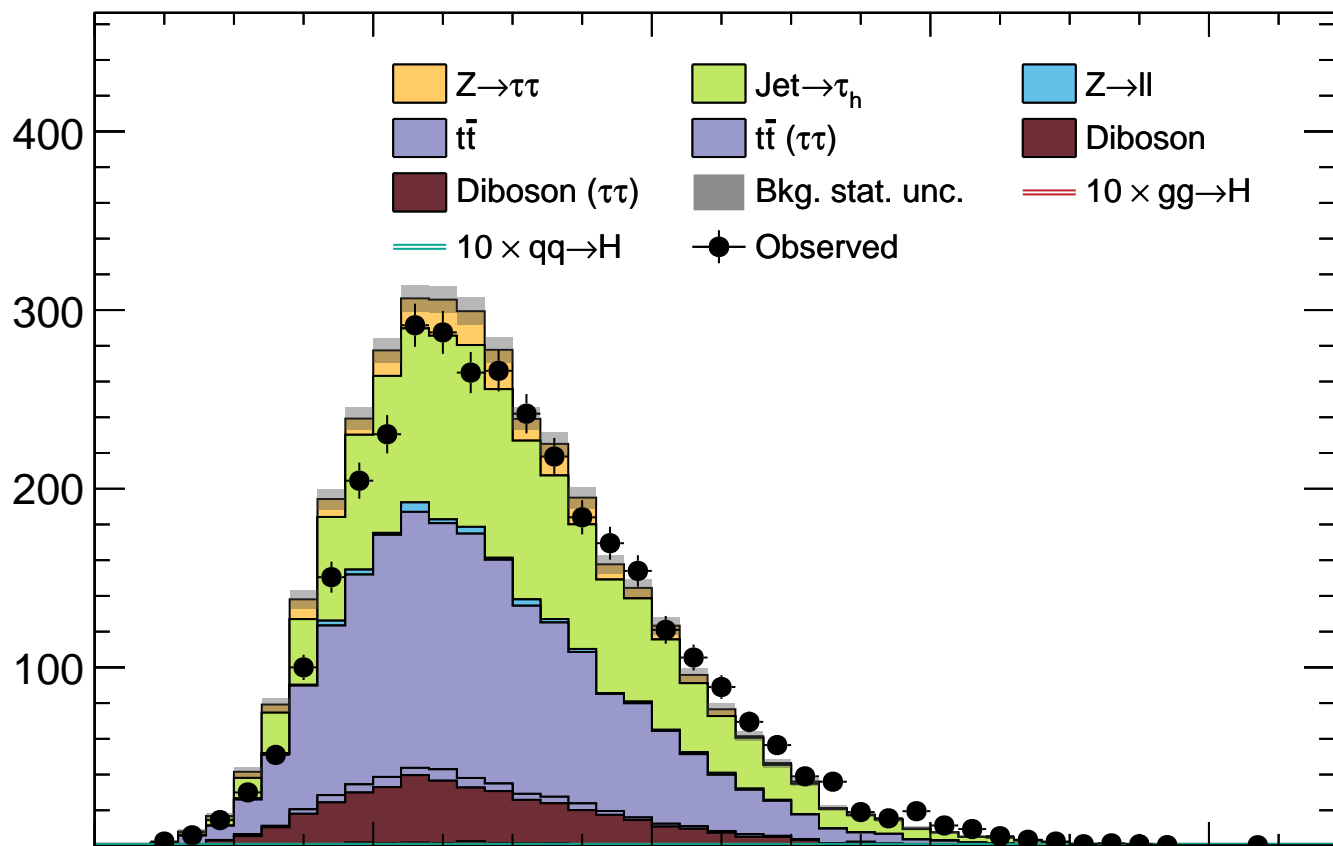 Z→ττ Jet→τh Z→ll
tt̄ tt̄ (ττ) Diboson
Diboson (ττ) Bkg. stat. unc. 10 × gg→H
10 × qq→H Observed
400
300
200
100